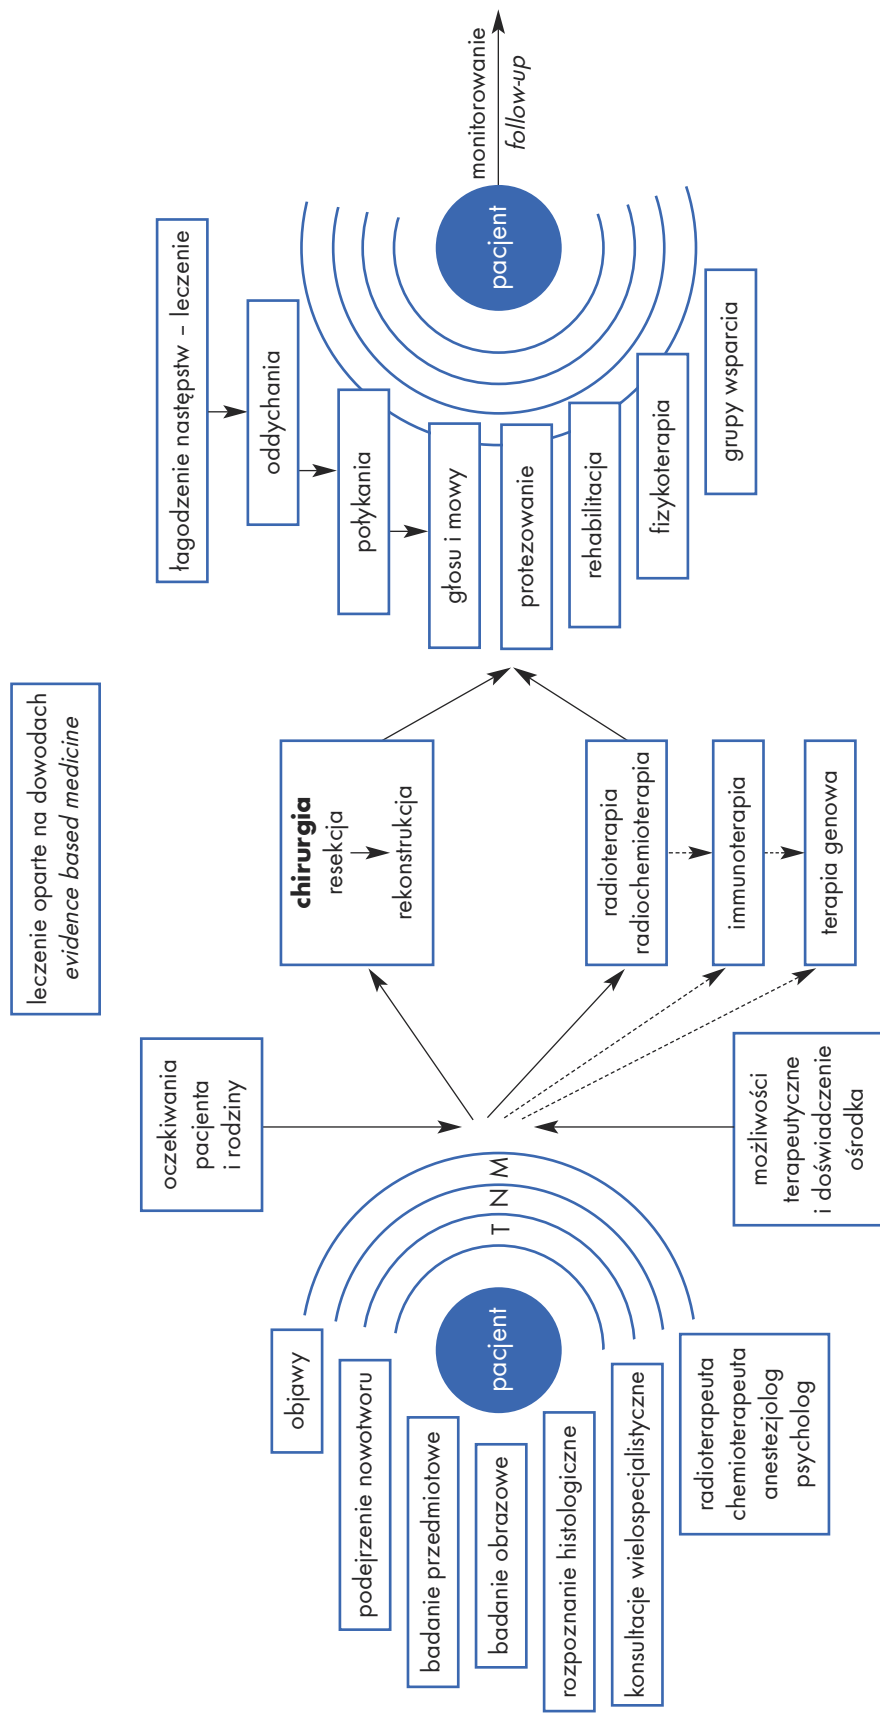 leczenie oparte na dowodach
evidence based medicine
objawy
podejrzenie nowotworu
badanie przedmiotowe
badanie obrazowe
rozpoznanie histologiczne
konsultacje wielospecjalistyczne
radioterapeuta
chemioterapeuta
anestezjolog
psycholog
pacjent
T N M
oczekiwania
pacjenta
i rodziny
możliwości
terapeutyczne
i doświadczenie
ośrodka
chirurgia
resekcja
rekonstrukcja
radioterapia
radiochemioterapia
immunoterapia
terapia genowa
łagodzenie następstw – leczenie
oddychania
połykania
głosu i mowy
protezowanie
rehabilitacja
fizykoterapia
grupy wsparcia
pacjent
monitorowanie
follow-up